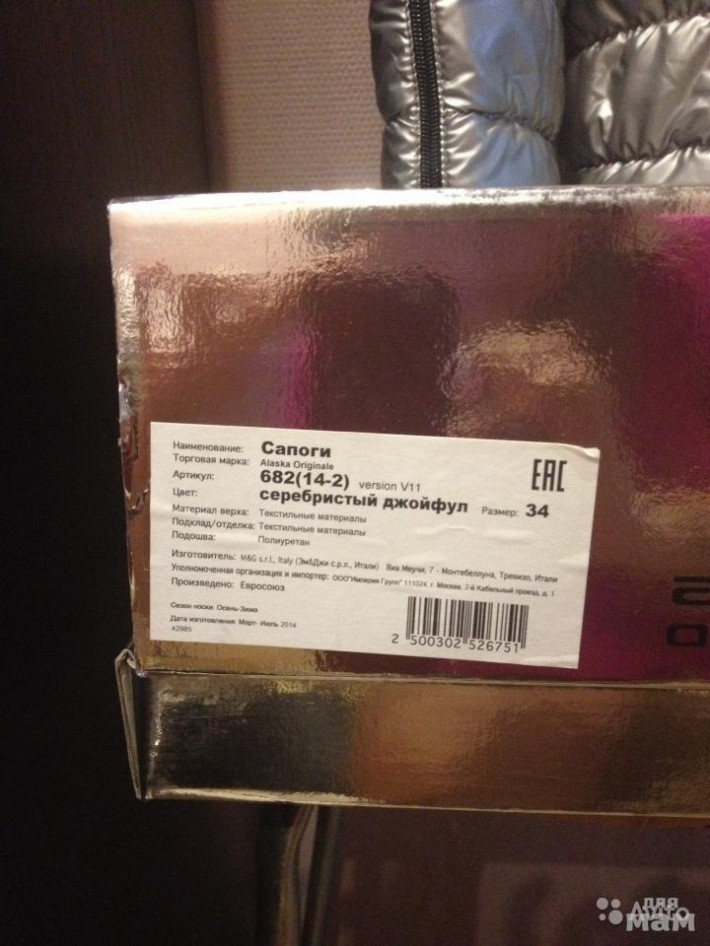 Наименование: Сапоги
Торговая марка: Alaska Originale
Артикул: 682(14-2) version V11
Цвет: серебристый джойфул Размер: 34
EAC
Материал верха: Текстильные материалы
Подклад/отделка: Текстильные материалы
Подошва: Полиуретан
Изготовитель: M&G s.r.l., Italy (Эм&Джи с.р.л., Итали) Виа Меучи, 7 - Монтебеллуна, Тревизо, Итали
Уполномоченная организация и импортер: ООО"Империя Групп" 111024, г. Москва, 2-й Кабельный проезд, д. 1
Произведено: Евросоюз
Сезон носки: Осень-Зима
Дата изготовления: Март- Июль 2014
42985
2 500302 526751
для
Avito
мам